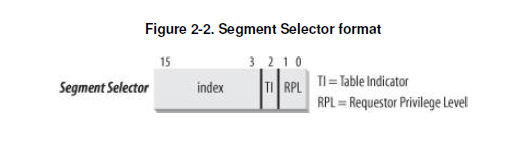 Figure 2-2. Segment Selector format
15 3 2 1 0
Segment Selector index TI RPL TI = Table Indicator
RPL = Requestor Privilege Level